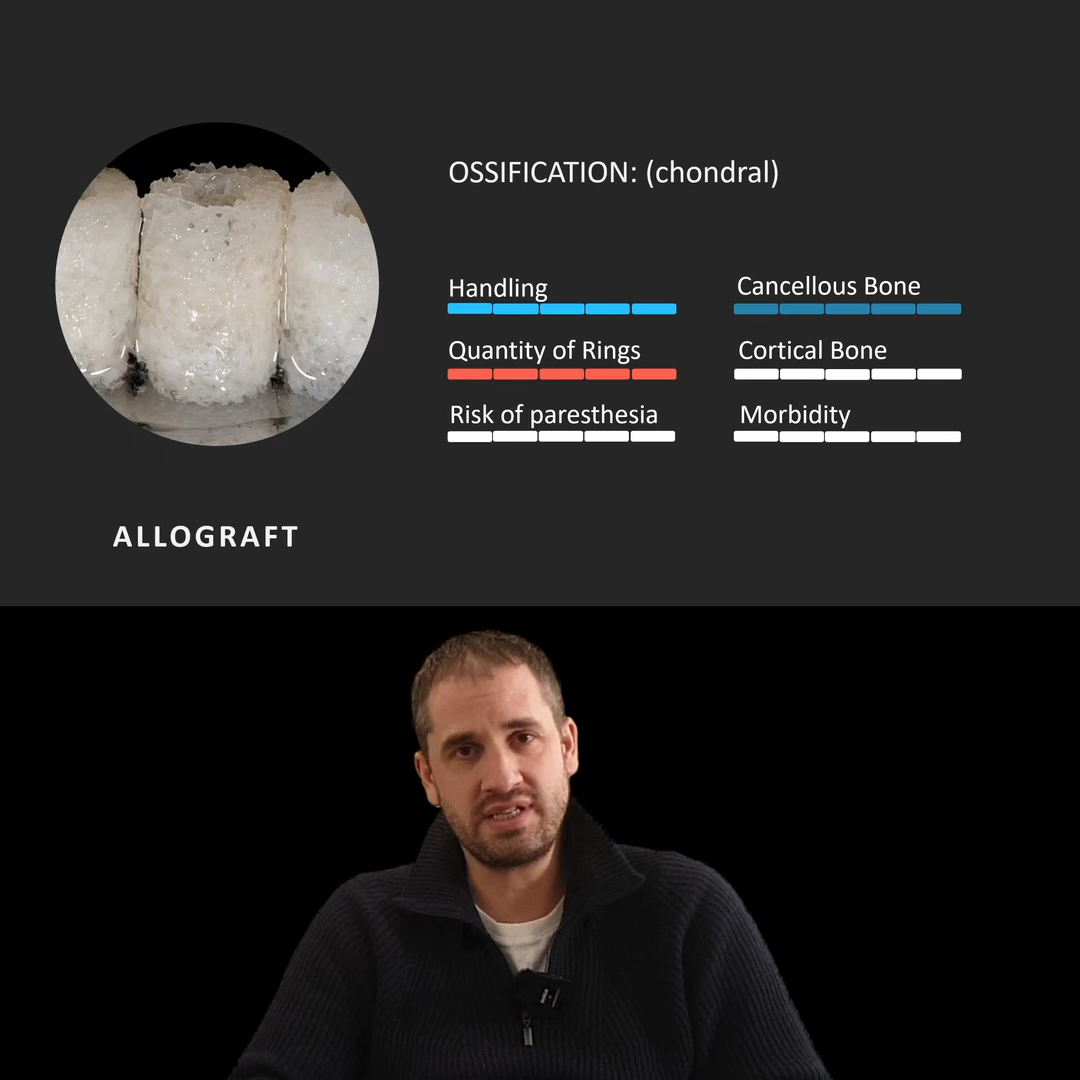 OSSIFICATION: (chondral)
Handling
Cancellous Bone
Quantity of Rings
Cortical Bone
Risk of paresthesia
Morbidity
ALLOGRAFT